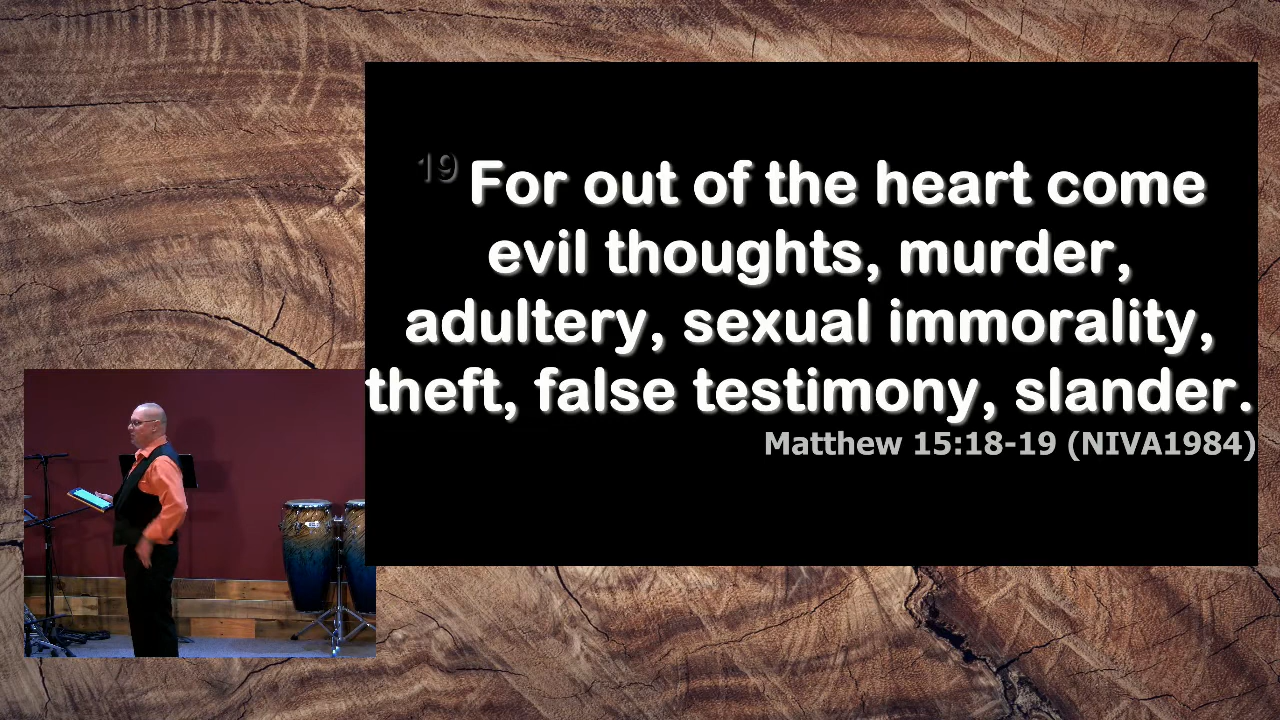 19 For out of the heart come
evil thoughts, murder,
adultery, sexual immorality,
theft, false testimony, slander.
Matthew 15:18-19 (NIVA1984)